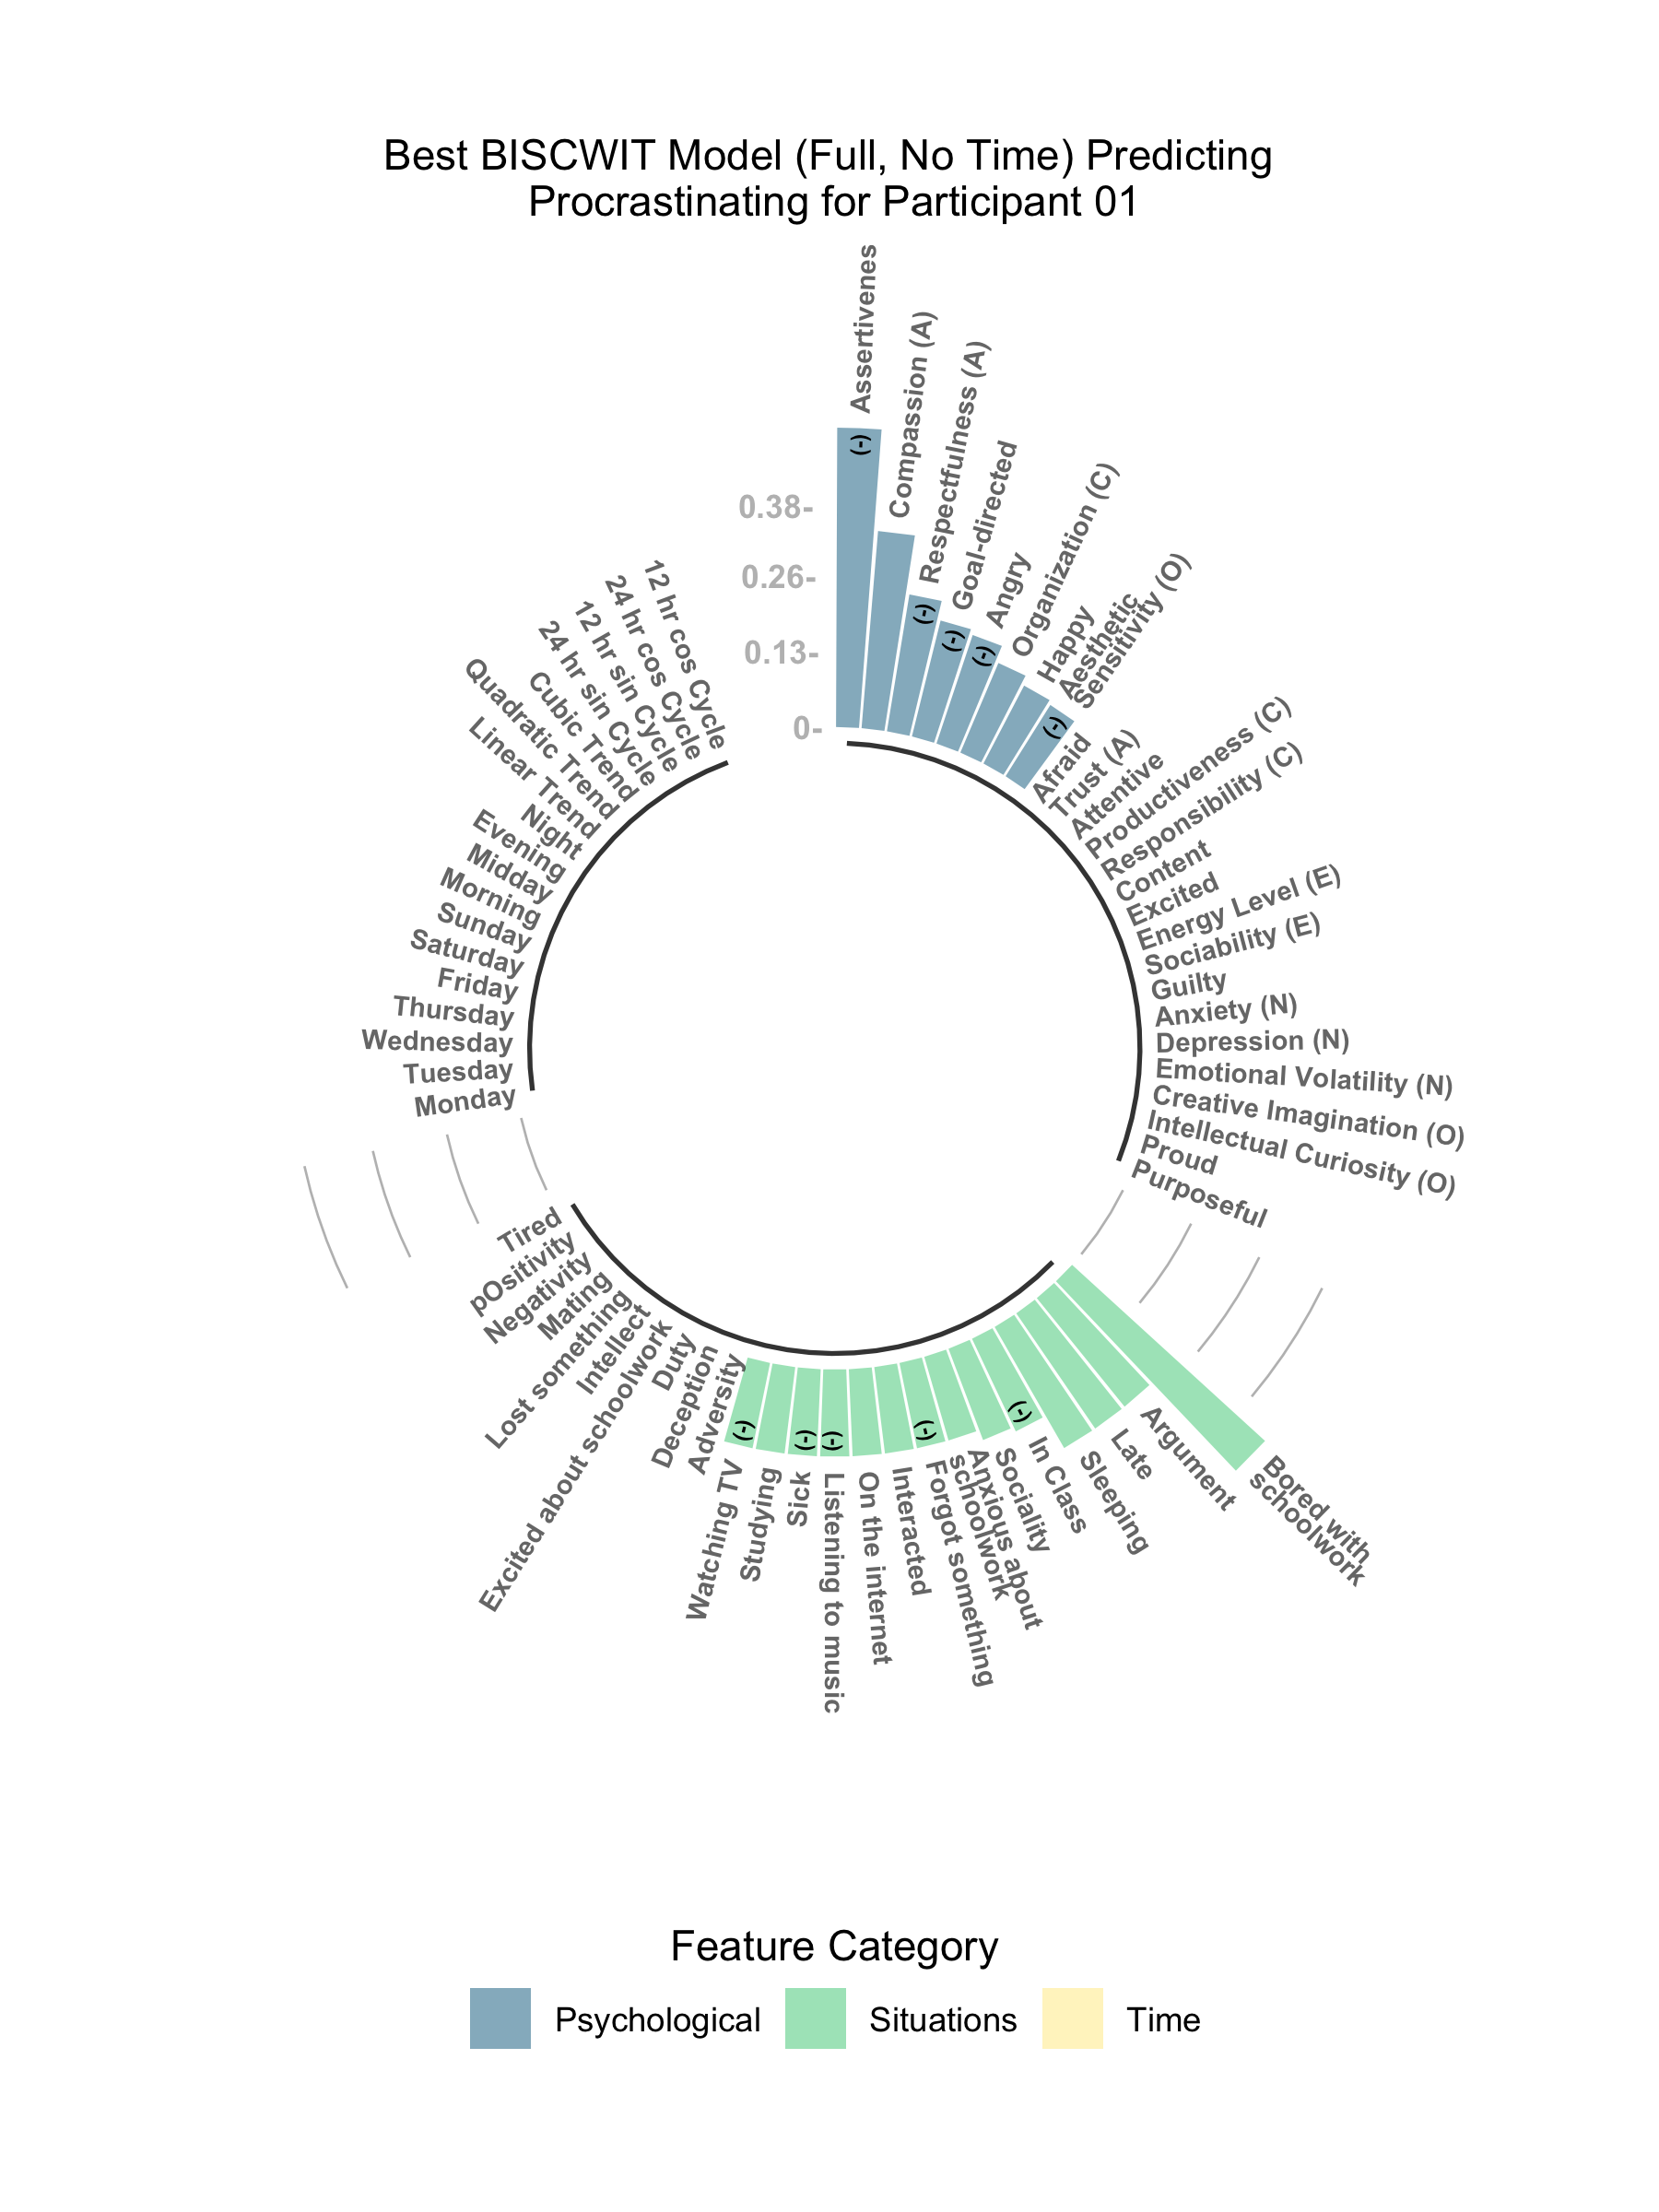 Best BISCWIT Model (Full, No Time) Predicting
Procrastinating for Participant 01
0.38-
0.26-
0.13-
0-
Assertivenes
(-)
Compassion (A)
Respectfulness (A)
(-)
Goal-directed
(-)
Angry
(-)
Organization (C)
Happy
Aesthetic
Sensitivity (O)
(-)
Afraid
Trust (A)
Attentive
Productiveness (C)
Responsibility (C)
Content
Excited
Energy Level (E)
Sociability (E)
Guilty
Anxiety (N)
Depression (N)
Emotional Volatility (N)
Creative Imagination (O)
Intellectual Curiosity (O)
Proud
Purposeful
Bored with
schoolwork
Argument
Late
Sleeping
In Class
(-)
Sociality
Anxious about
schoolwork
Forgot something
(-)
Interacted
On the internet
Listening to music
(-)
Sick
(-)
Studying
Watching TV
(-)
Adversity
Deception
Duty
Excited about schoolwork
Intellect
Lost something
Mating
Negativity
pOsitivity
Tired
Monday
Tuesday
Wednesday
Thursday
Friday
Saturday
Sunday
Morning
Midday
Evening
Night
Linear Trend
Quadratic Trend
Cubic Trend
24 hr sin Cycle
12 hr sin Cycle
24 hr cos Cycle
12 hr cos Cycle
Feature Category
Psychological
Situations
Time